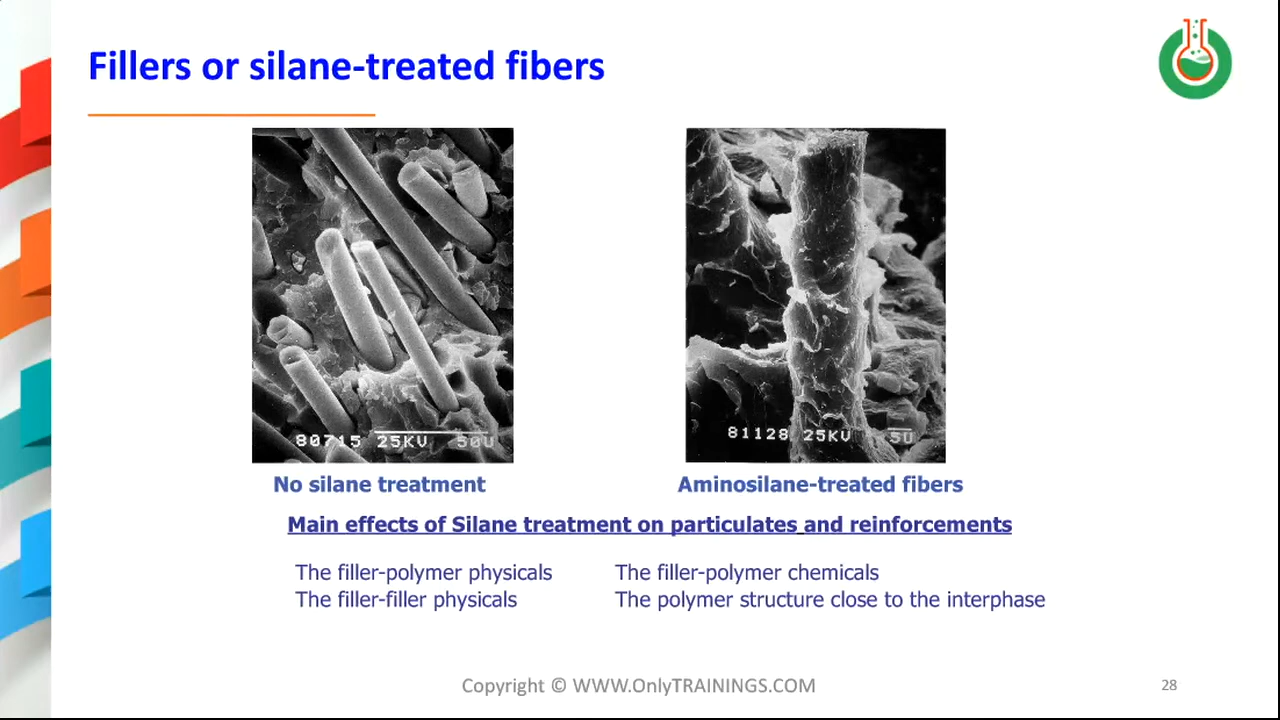 Fillers or silane-treated fibers
80715 25KV 50U
81128 25KV 5U
No silane treatment
Aminosilane-treated fibers
Main effects of Silane treatment on particulates and reinforcements
The filler-polymer physicals
The filler-polymer chemicals
The filler-filler physicals
The polymer structure close to the interphase
Copyright © WWW.OnlyTRAININGS.COM
28